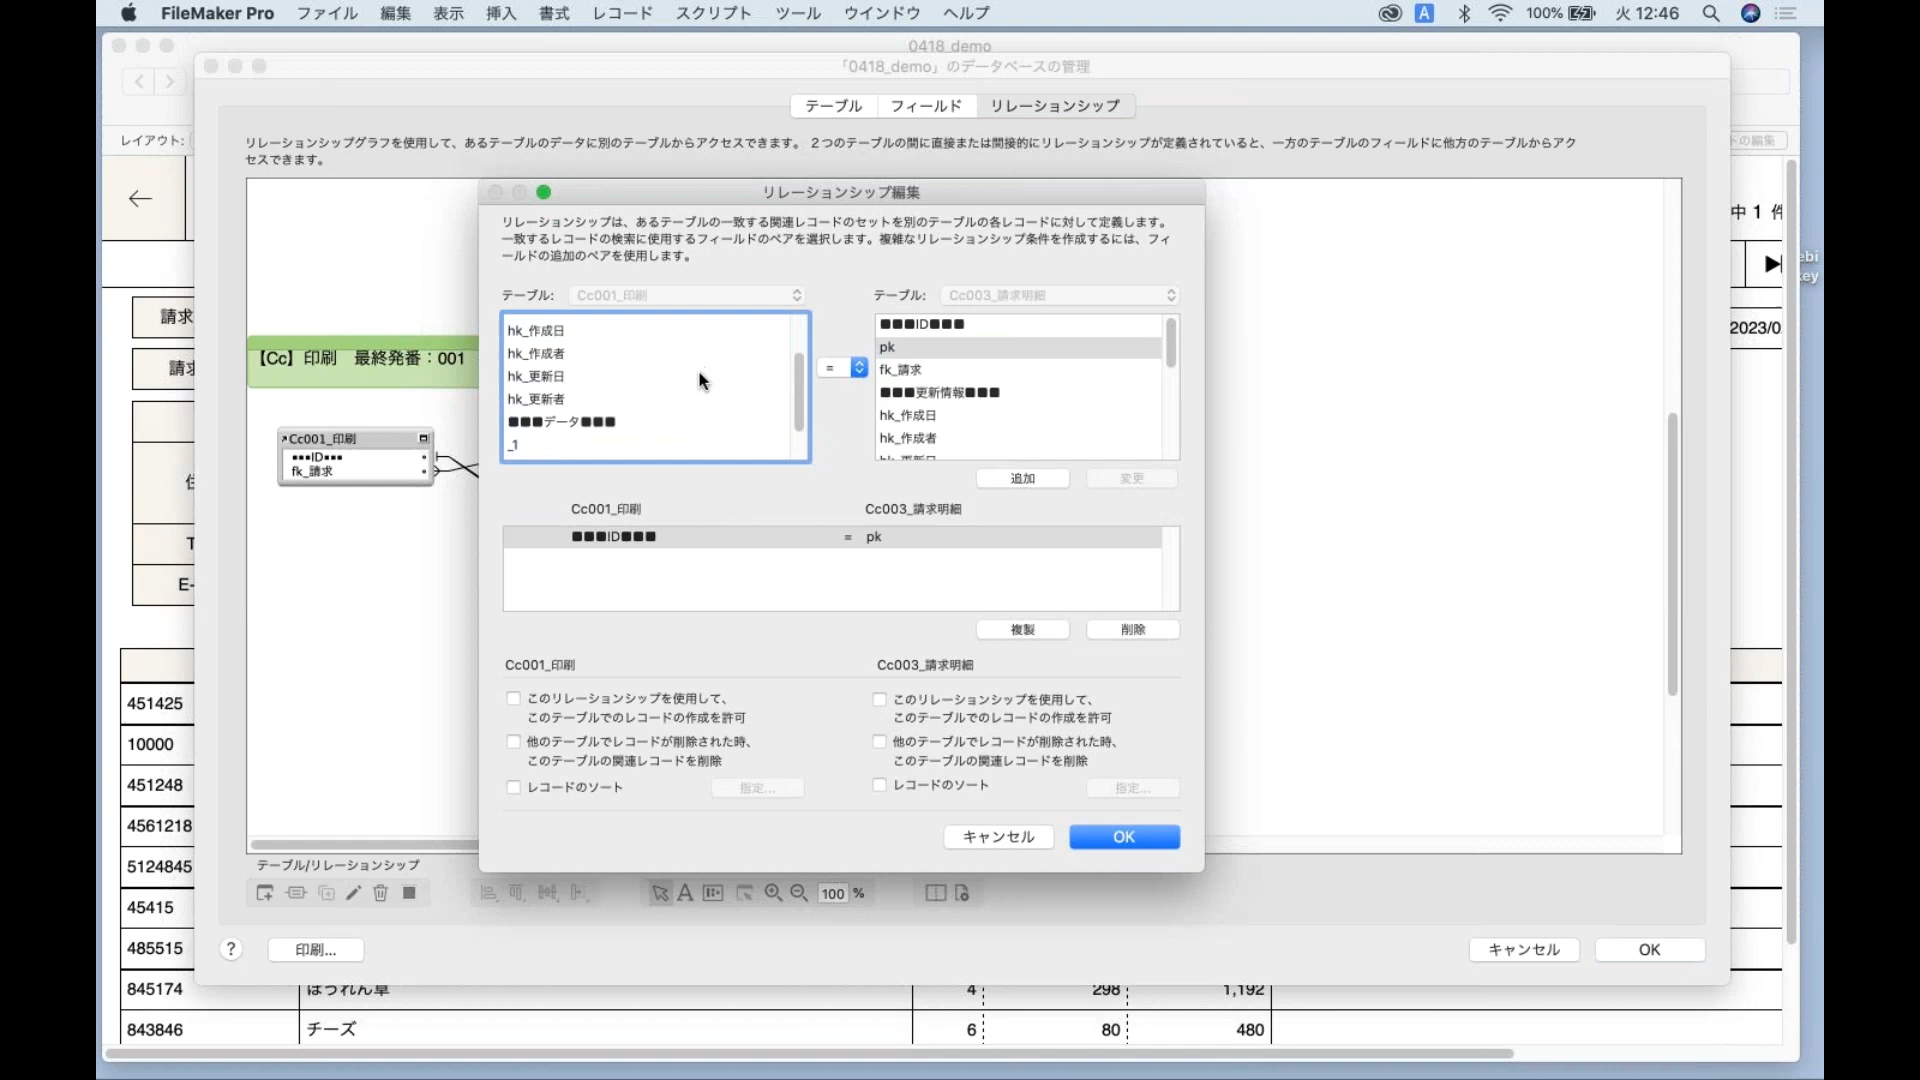 FileMaker Pro ファイル 編集 表示 挿入 書式 レコード スクリプト ツール ウインドウ ヘルプ
A 100% 火 12:46
0418_demo
「0418_demo」のデータベースの管理
テーブル フィールド リレーションシップ
レイアウト:
トの編集
リレーションシップグラフを使用して、あるテーブルのデータに別のテーブルからアクセスできます。 2つのテーブルの間に直接または間接的にリレーションシップが定義されていると、一方のテーブルのフィールドに他方のテーブルからアク
セスできます。
リレーションシップ編集
リレーションシップは、あるテーブルの一致する関連レコードのセットを別のテーブルの各レコードに対して定義します。
一致するレコードの検索に使用するフィールドのペアを選択します。複雑なリレーションシップ条件を作成するには、フィ
ールドの追加のペアを使用します。
テーブル: Cc001_印刷
テーブル: Cc003_請求明細
hk_作成日
hk_作成者
hk_更新日
hk_更新者
■■■データ■■■
_1
=
■■■ID■■■
pk
fk_請求
■■■更新情報■■■
hk_作成日
hk_作成者
hk_更新日
追加 変更
Cc001_印刷 Cc003_請求明細
■■■ID■■■ = pk
複製 削除
Cc001_印刷
このリレーションシップを使用して、
このテーブルでのレコードの作成を許可
他のテーブルでレコードが削除された時、
このテーブルの関連レコードを削除
レコードのソート 指定...
Cc003_請求明細
このリレーションシップを使用して、
このテーブルでのレコードの作成を許可
他のテーブルでレコードが削除された時、
このテーブルの関連レコードを削除
レコードのソート 指定...
キャンセル OK
【Cc】印刷 最終発番：001
Cc001_印刷
■■■ID■■■
fk_請求
テーブル/リレーションシップ
A 100 %
? 印刷... キャンセル OK
中 1 件
ebi
key
2023/0
請求
請求
住
T
E-
451425
10000
451248
4561218
5124845
45415
485515
845174 ほうれん草 4 298 1,192
843846 チーズ 6 80 480